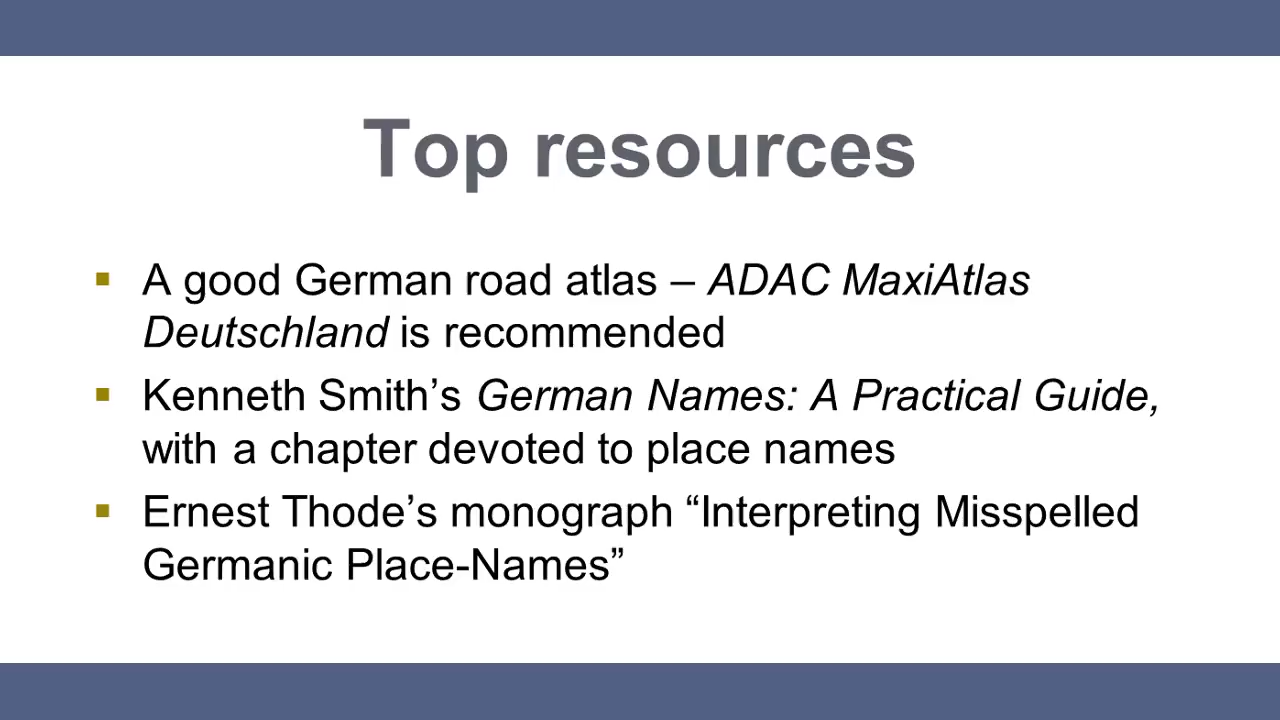 Top resources
A good German road atlas – ADAC MaxiAtlas
Deutschland is recommended
Kenneth Smith’s German Names: A Practical Guide,
with a chapter devoted to place names
Ernest Thode’s monograph “Interpreting Misspelled
Germanic Place-Names”